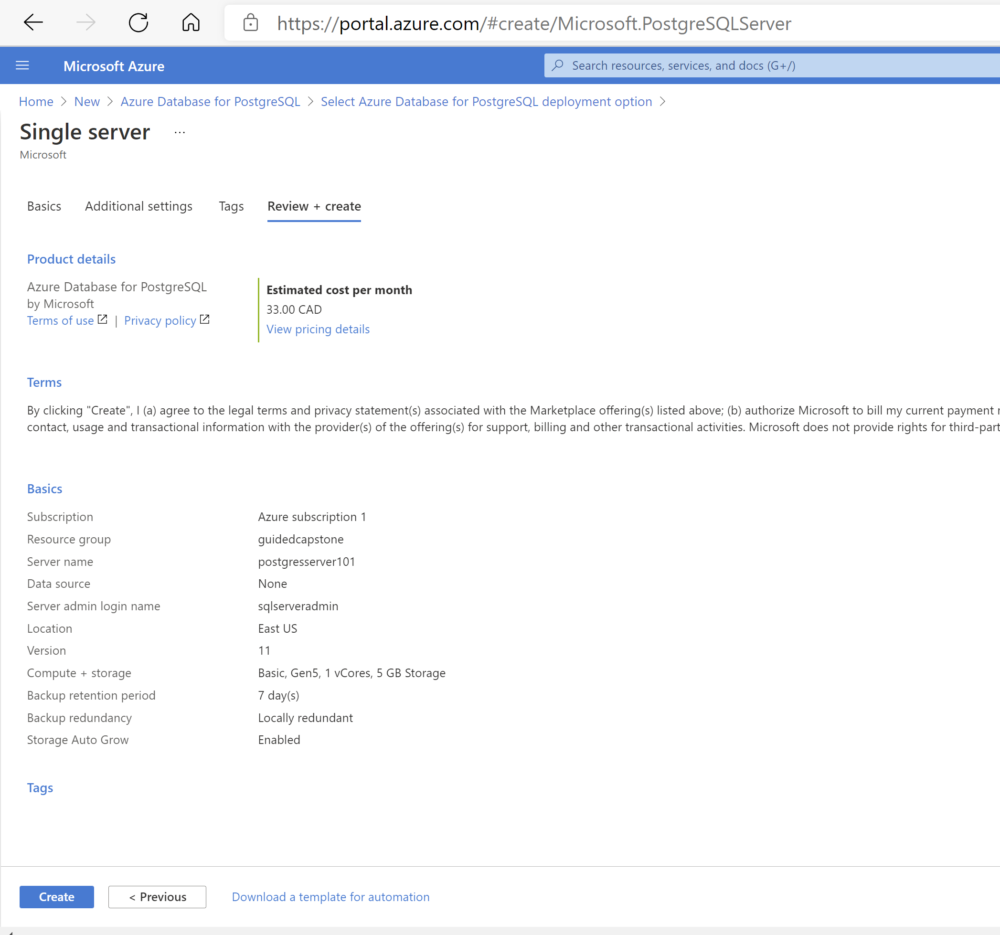 https://portal.azure.com/#create/Microsoft.PostgreSQLServer
Microsoft Azure
Search resources, services, and docs (G+/)
Home > New > Azure Database for PostgreSQL > Select Azure Database for PostgreSQL deployment option >
Single server ...
Microsoft
Basics Additional settings Tags Review + create
Product details
Azure Database for PostgreSQL
by Microsoft
Terms of use | Privacy policy
Estimated cost per month
33.00 CAD
View pricing details
Terms
By clicking "Create", I (a) agree to the legal terms and privacy statement(s) associated with the Marketplace offering(s) listed above; (b) authorize Microsoft to bill my current payment
contact, usage and transactional information with the provider(s) of the offering(s) for support, billing and other transactional activities. Microsoft does not provide rights for third-part
Basics
Subscription Azure subscription 1
Resource group guidedcapstone
Server name postgresserver101
Data source None
Server admin login name sqlserveradmin
Location East US
Version 11
Compute + storage Basic, Gen5, 1 vCores, 5 GB Storage
Backup retention period 7 day(s)
Backup redundancy Locally redundant
Storage Auto Grow Enabled
Tags
Create < Previous Download a template for automation